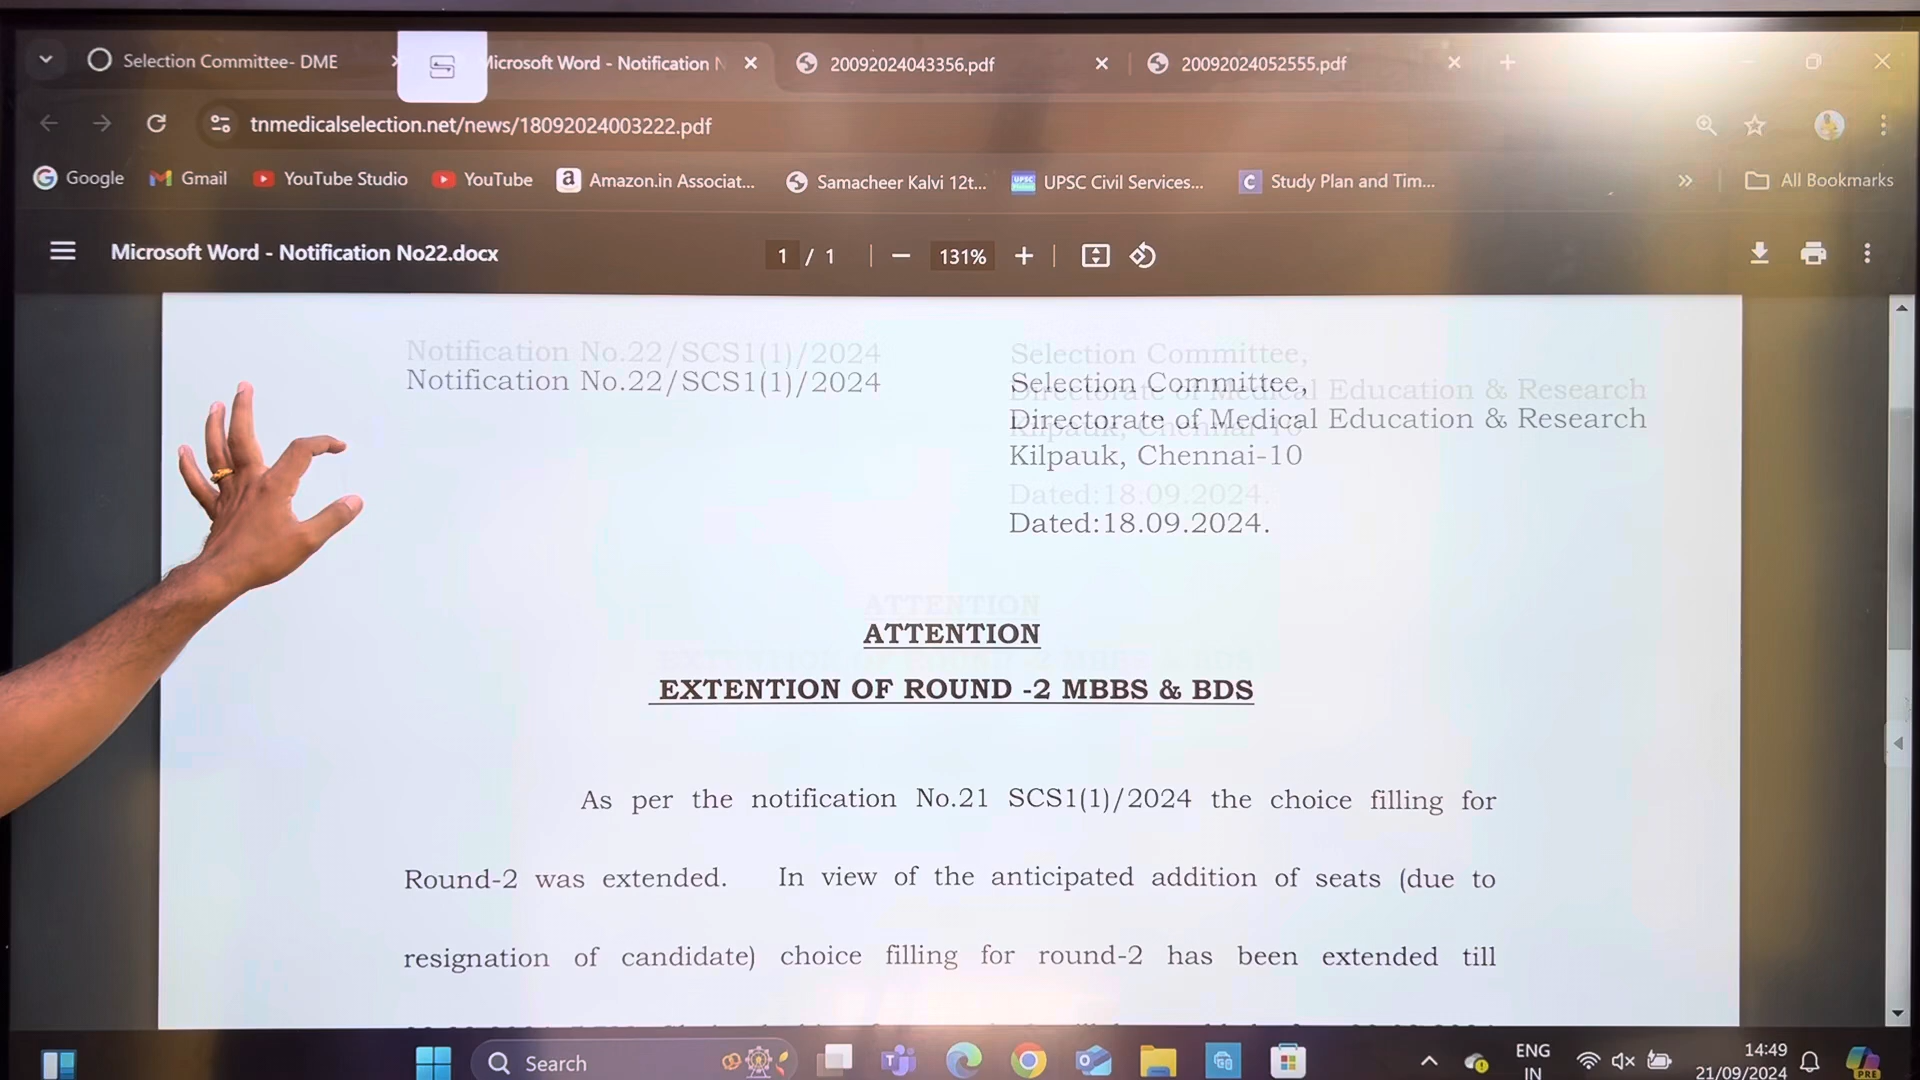 Selection Committee- DME
Microsoft Word - Notification N
20092024043356.pdf
20092024052555.pdf
tnmedicalselection.net/news/18092024003222.pdf
Google
Gmail
YouTube Studio
YouTube
Amazon.in Associat...
Samacheer Kalvi 12t...
UPSC Civil Services...
Study Plan and Tim...
All Bookmarks
Microsoft Word - Notification No22.docx
1 / 1
131%
Notification No.22/SCS1(1)/2024
Selection Committee,
Directorate of Medical Education & Research
Kilpauk, Chennai-10
Dated:18.09.2024.
ATTENTION
EXTENTION OF ROUND -2 MBBS & BDS
As per the notification No.21 SCS1(1)/2024 the choice filling for
Round-2 was extended. In view of the anticipated addition of seats (due to
resignation of candidate) choice filling for round-2 has been extended till
Search
ENG
IN
14:49
21/09/2024
PRE